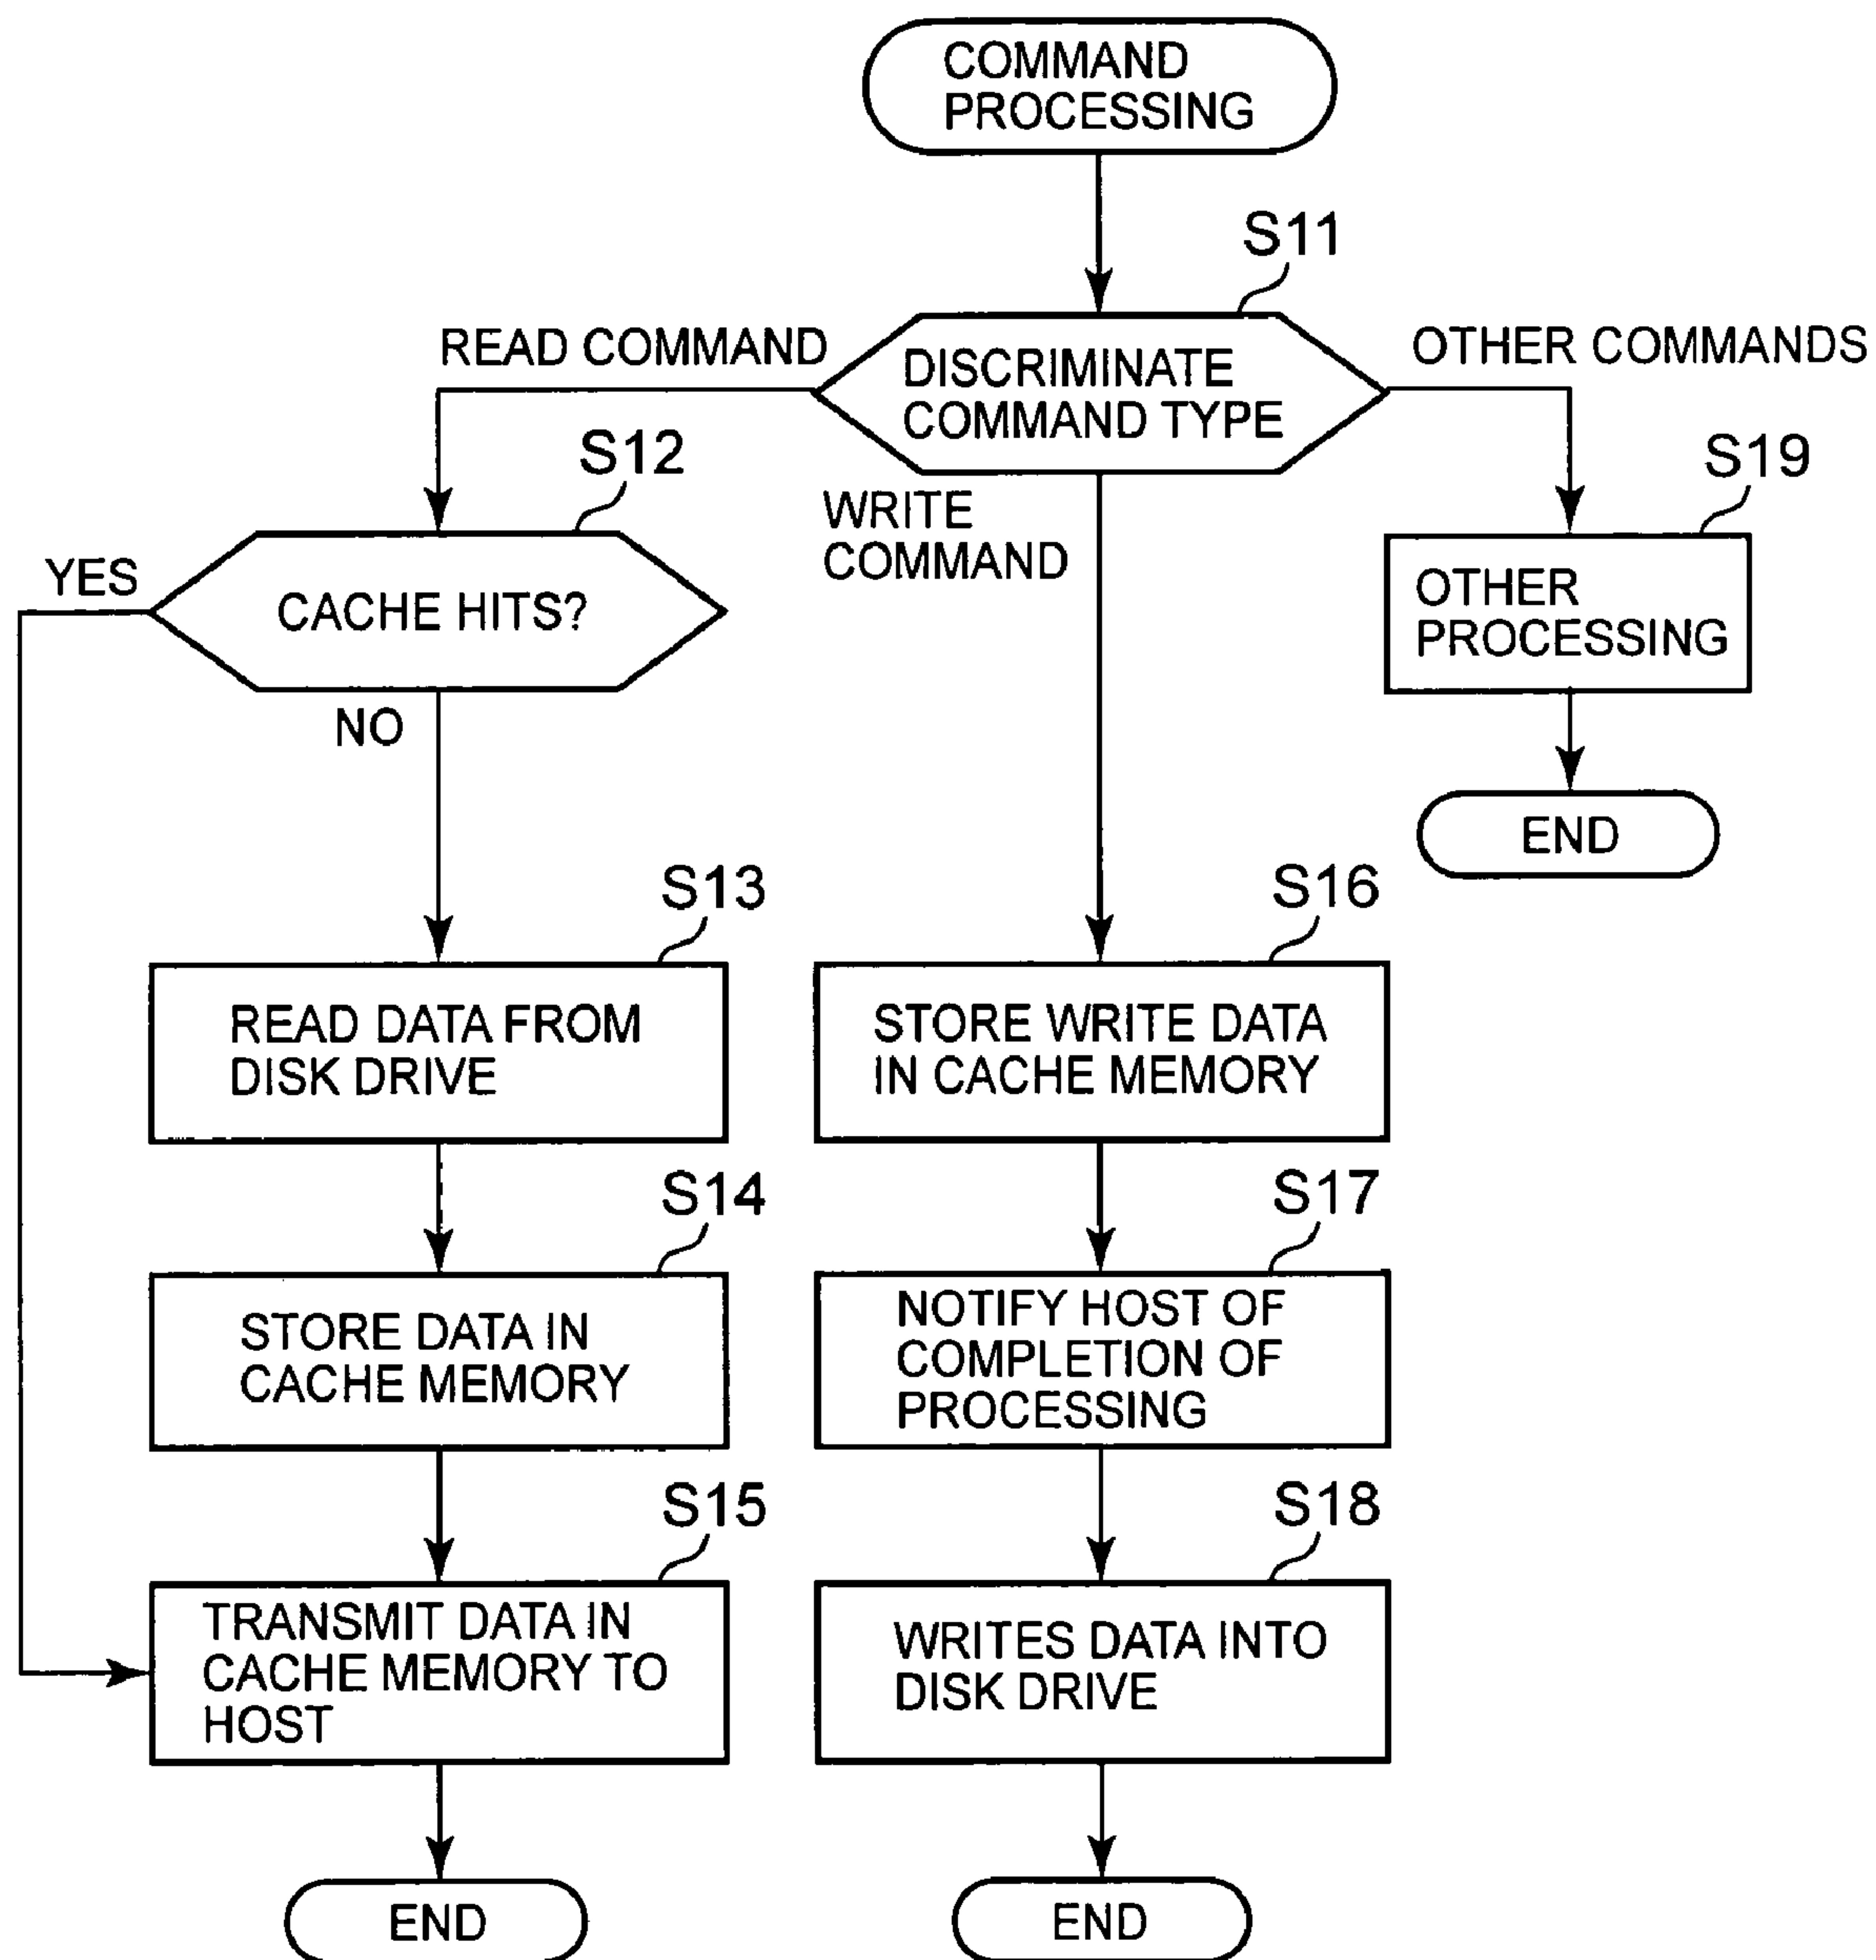 COMMAND
PROCESSING
S11
READ COMMAND
DISCRIMINATE
COMMAND TYPE
OTHER COMMANDS
S12
WRITE
COMMAND
S19
YES
CACHE HITS?
OTHER
PROCESSING
NO
END
S13
S16
READ DATA FROM
DISK DRIVE
STORE WRITE DATA
IN CACHE MEMORY
S14
S17
STORE DATA IN
CACHE MEMORY
NOTIFY HOST OF
COMPLETION OF
PROCESSING
S15
S18
TRANSMIT DATA IN
CACHE MEMORY TO
HOST
WRITES DATA INTO
DISK DRIVE
END
END